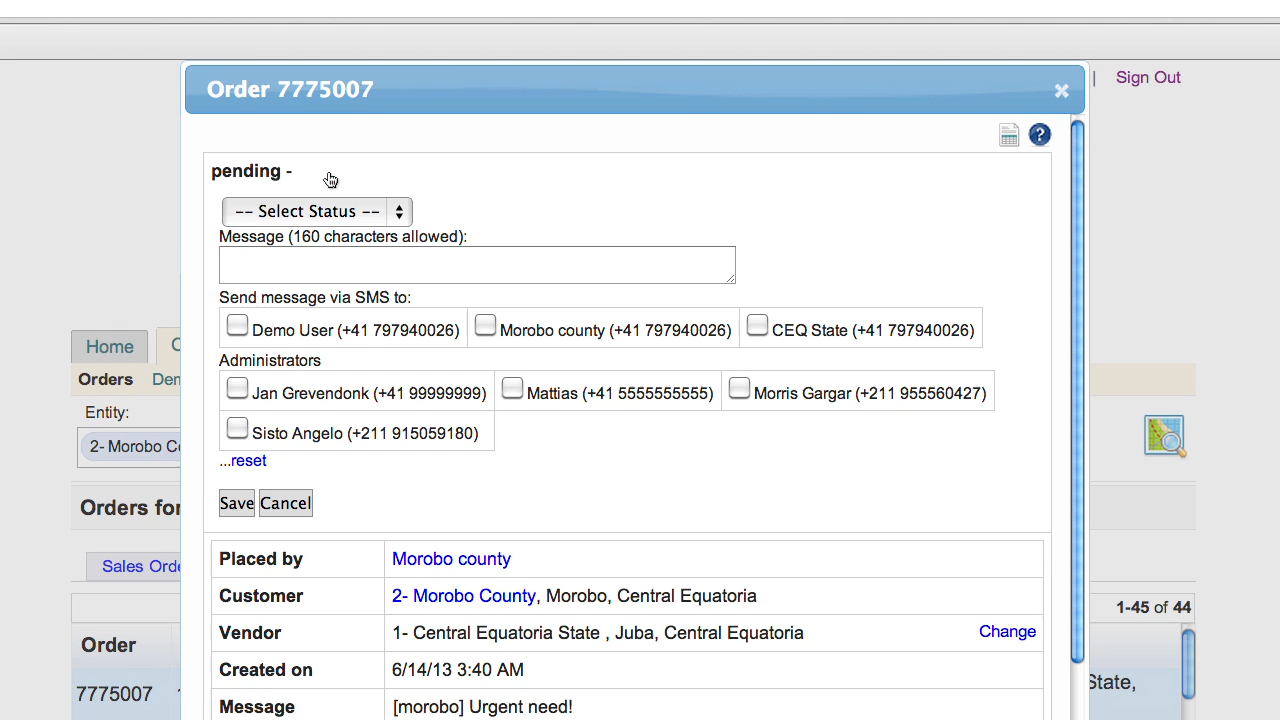 Order 7775007
| Sign Out
pending -
-- Select Status --
Message (160 characters allowed):
Send message via SMS to:
Demo User (+41 797940026) Morobo county (+41 797940026) CEQ State (+41 797940026)
Administrators
Jan Grevendonk (+41 99999999) Mattias (+41 5555555555) Morris Gargar (+211 955560427)
Sisto Angelo (+211 915059180)
...reset
Save Cancel
Placed by Morobo county
Customer 2- Morobo County, Morobo, Central Equatoria
Vendor 1- Central Equatoria State , Juba, Central Equatoria Change
Created on 6/14/13 3:40 AM
Message [morobo] Urgent need!
Home
Orders
Entity:
2- Morobo
Orders for
Sales
1-45 of 44
Order
7775007
State,